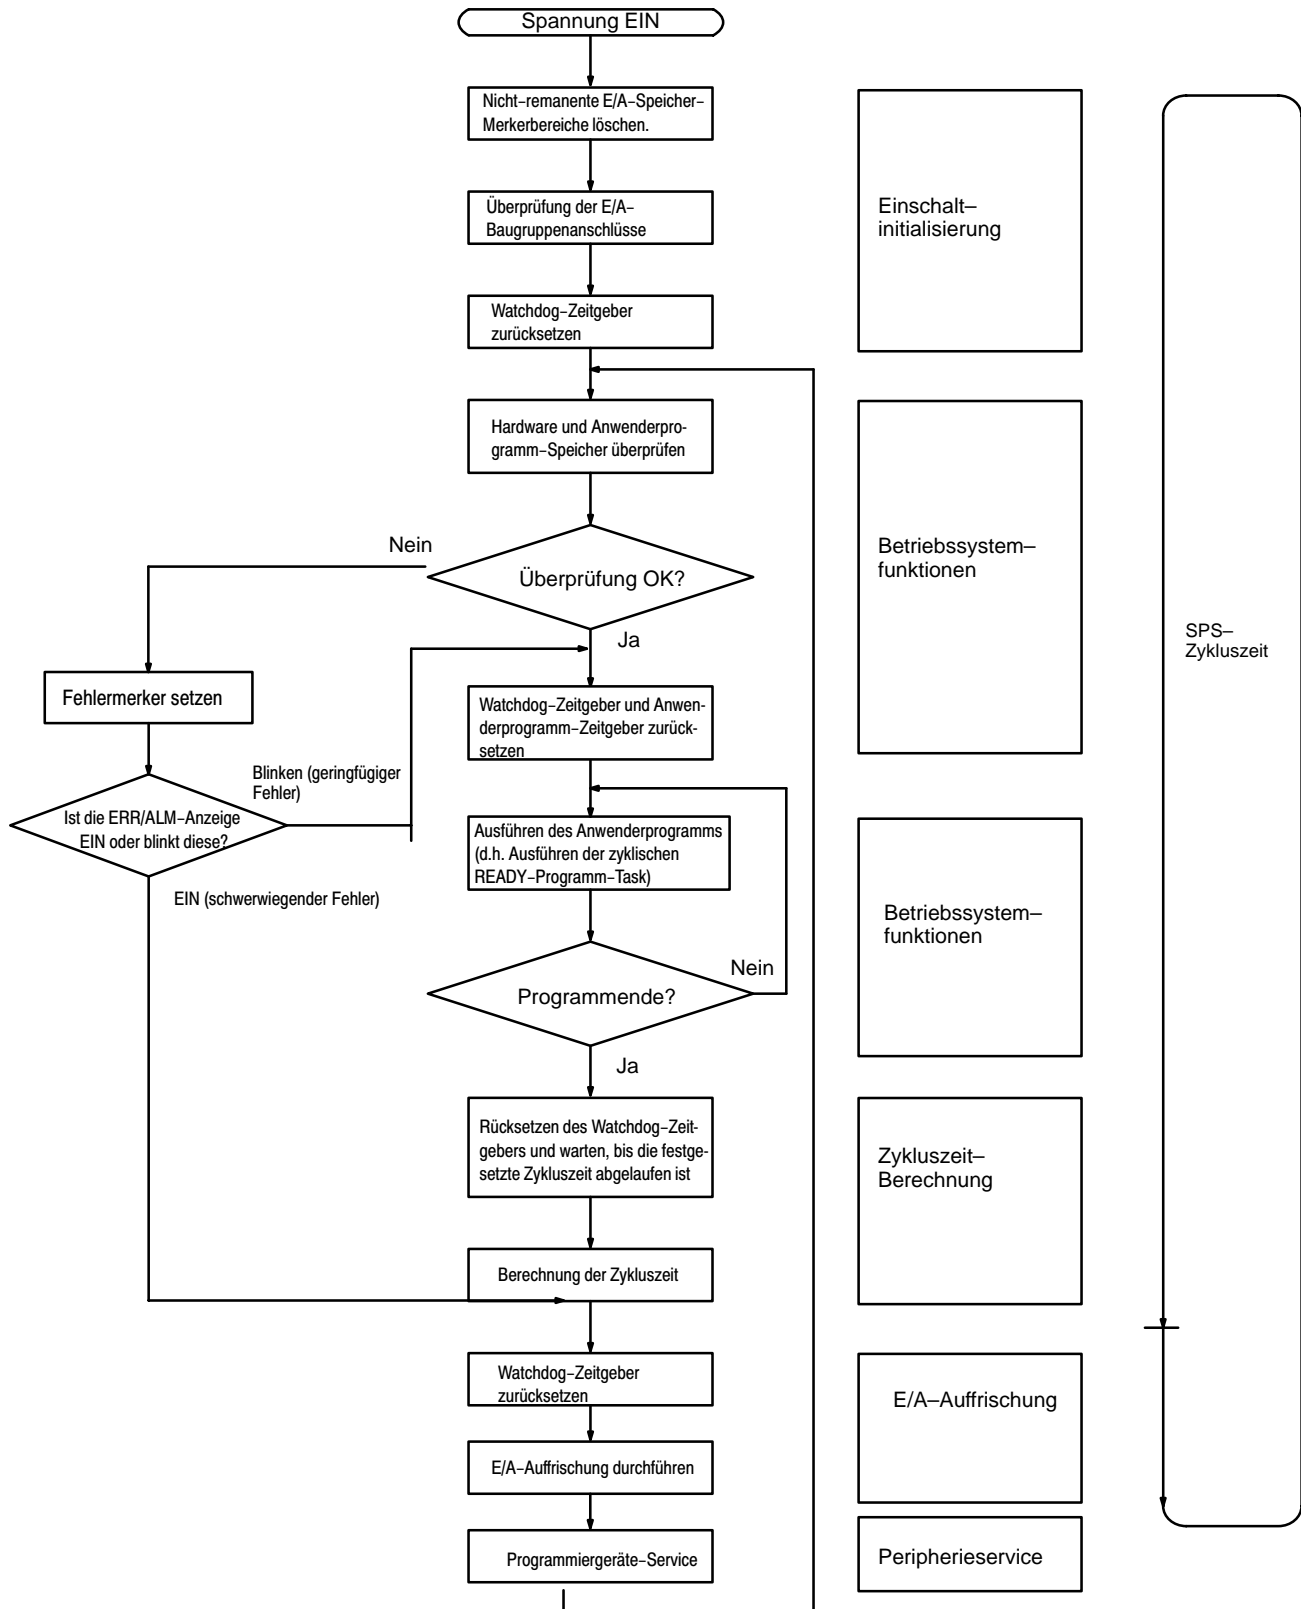 Spannung EIN
Nicht-remanente E/A-Speicher-
Merkerbereiche löschen.
Überprüfung der E/A-
Baugruppenanschlüsse
Einschalt–
initialisierung
Watchdog-Zeitgeber
zurücksetzen
Hardware und Anwenderpro-
gramm-Speicher überprüfen
Nein
Überprüfung OK?
Betriebssystem–
funktionen
Ja
SPS–
Zykluszeit
Fehlermerker setzen
Watchdog-Zeitgeber und Anwen-
derprogramm-Zeitgeber zurück-
setzen
Blinken (geringfügiger
Fehler)
Ist die ERR/ALM-Anzeige
EIN oder blinkt diese?
Ausführen des Anwenderprogramms
(d.h. Ausführen der zyklischen
READY-Programm-Task)
EIN (schwerwiegender Fehler)
Betriebssystem–
funktionen
Nein
Programmende?
Ja
Rücksetzen des Watchdog-Zeit-
gebers und warten, bis die festge-
setzte Zykluszeit abgelaufen ist
Zykluszeit–
Berechnung
Berechnung der Zykluszeit
Watchdog-Zeitgeber
zurücksetzen
E/A–Auffrischung
E/A-Auffrischung durchführen
Programmiergeräte-Service
Peripherieservice